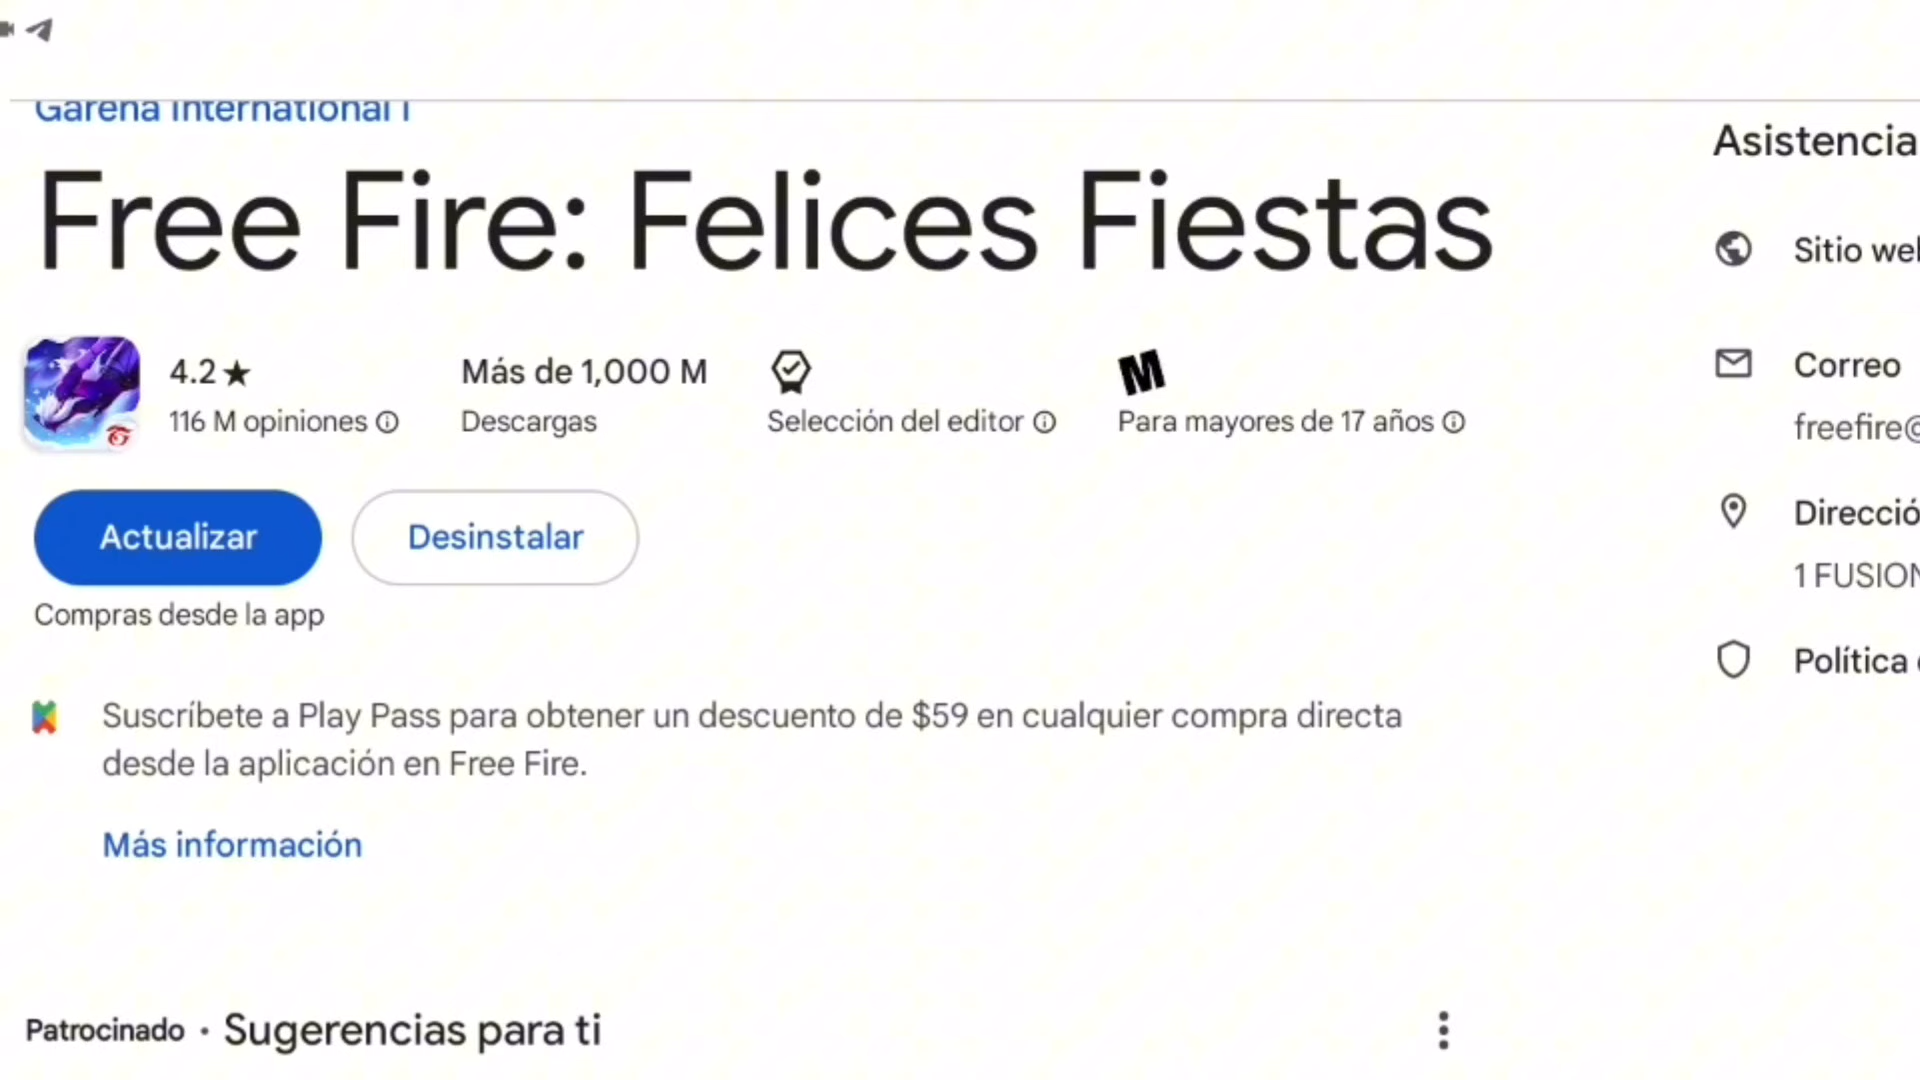 Garena International I
Free Fire: Felices Fiestas
4.2★
116 M opiniones
Más de 1,000 M
Descargas
Selección del editor
M
Para mayores de 17 años
Actualizar
Desinstalar
Compras desde la app
Suscríbete a Play Pass para obtener un descuento de $59 en cualquier compra directa
desde la aplicación en Free Fire.
Más información
Patrocinado • Sugerencias para ti
Asistencia
Sitio web
Correo
freefire@
Direcció
1 FUSION
Política